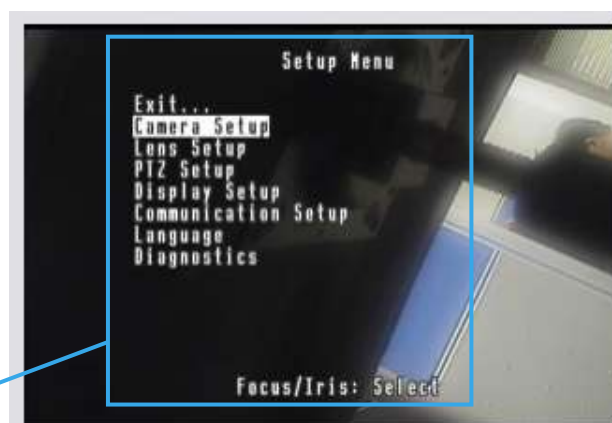 Setup Menu
Exit...
Camera Setup
Lens Setup
PTZ Setup
Display Setup
Communication Setup
Language
Diagnostics
Focus/Iris: Select